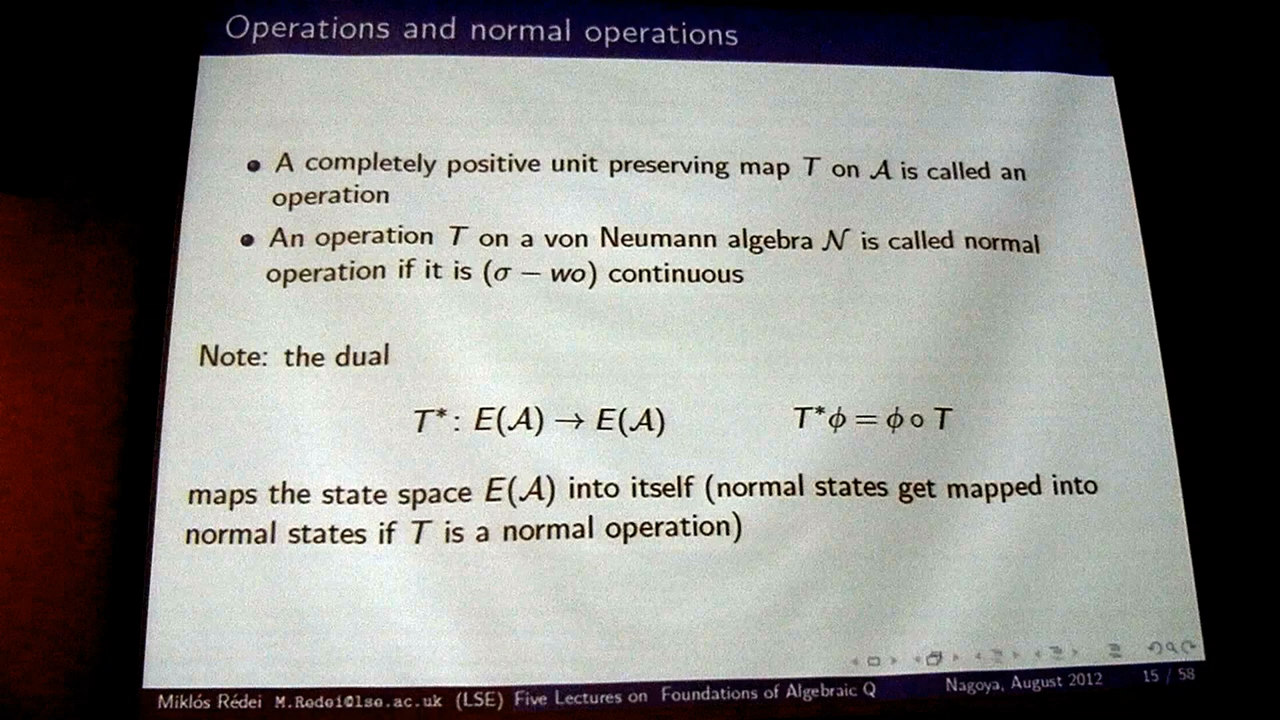 Operations and normal operations
A completely positive unit preserving map T on 𝒜 is called an
operation
An operation T on a von Neumann algebra 𝒩 is called normal
operation if it is (σ − wo) continuous
Note: the dual
T* : E(𝒜) → E(𝒜) T*ϕ = ϕ ∘ T
maps the state space E(𝒜) into itself (normal states get mapped into
normal states if T is a normal operation)
Miklós Rédei M.Redei@lse.ac.uk (LSE) Five Lectures on Foundations of Algebraic Q Nagoya, August 2012 15 / 58